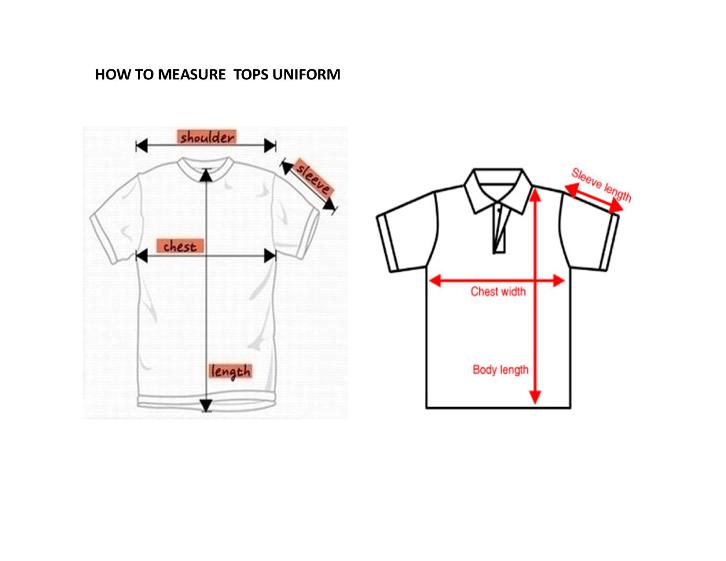 HOW TO MEASURE  TOPS UNIFORM
shoulder
sleeve
chest
length
Sleeve length
Chest width
Body length